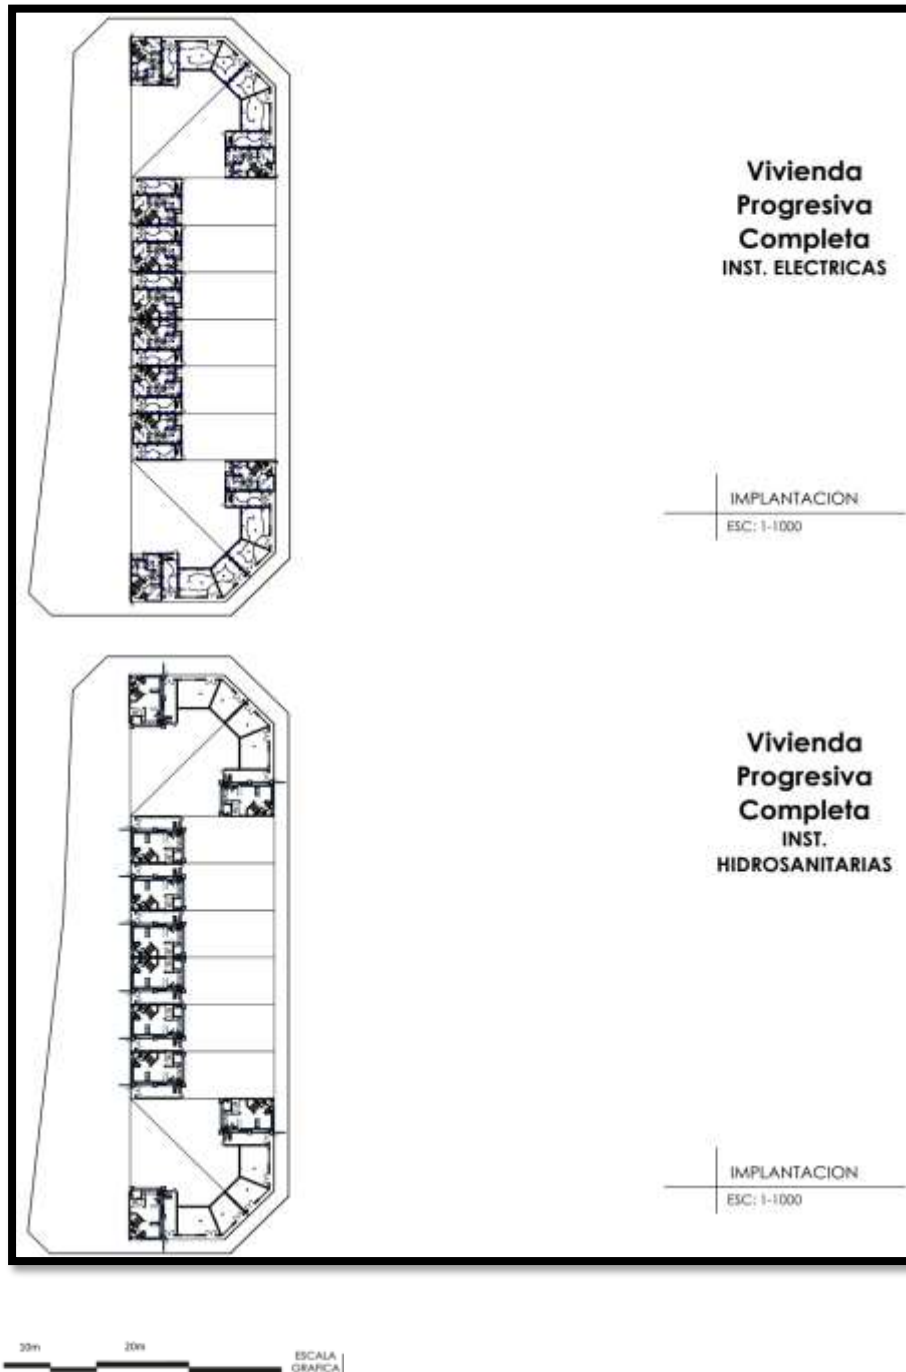 Vivienda
Progresiva
Completa
INST. ELECTRICAS
IMPLANTACION
ESC: 1-1000
Vivienda
Progresiva
Completa
INST.
HIDROSANITARIAS
IMPLANTACION
ESC: 1-1000
20m
ESCALA
GRAFICA